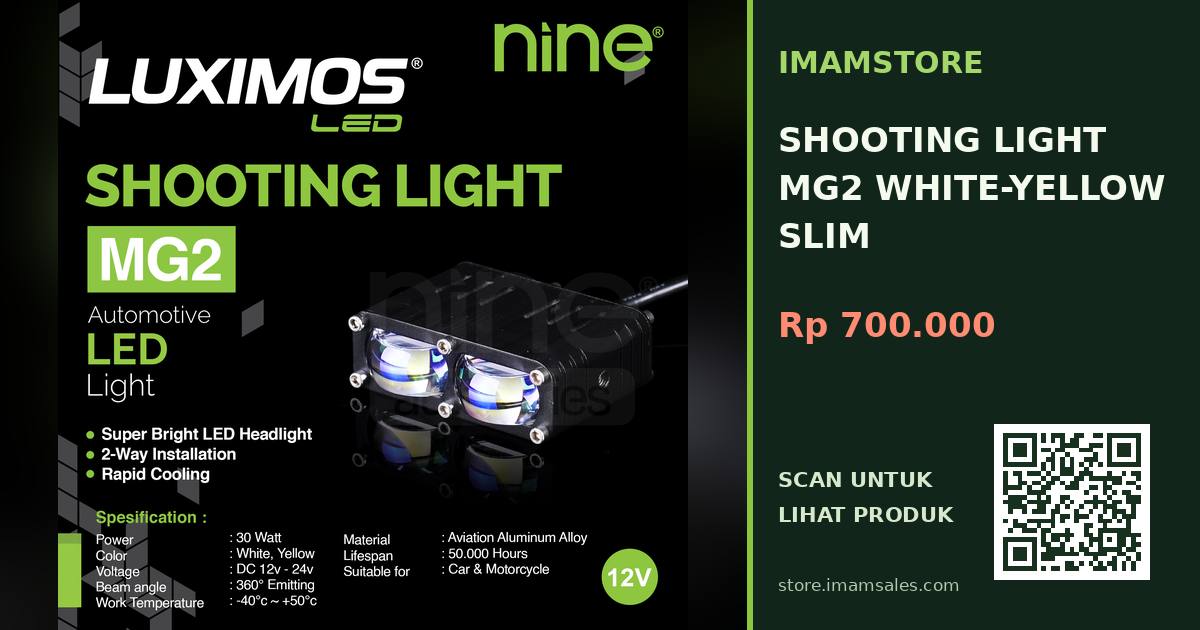 nine®
LUXIMOS®
LED
SHOOTING LIGHT
MG2
Automotive
LED
Light
Super Bright LED Headlight
2-Way Installation
Rapid Cooling
Spesification :
Power : 30 Watt
Color : White, Yellow
Voltage : DC 12v - 24v
Beam angle : 360° Emitting
Work Temperature : -40°c ~ +50°c
Material : Aviation Aluminum Alloy
Lifespan : 50.000 Hours
Suitable for : Car & Motorcycle
12V
nine®
IMAMSTORE
SHOOTING LIGHT
MG2 WHITE-YELLOW
SLIM
Rp 700.000
SCAN UNTUK
LIHAT PRODUK
store.imamsales.com